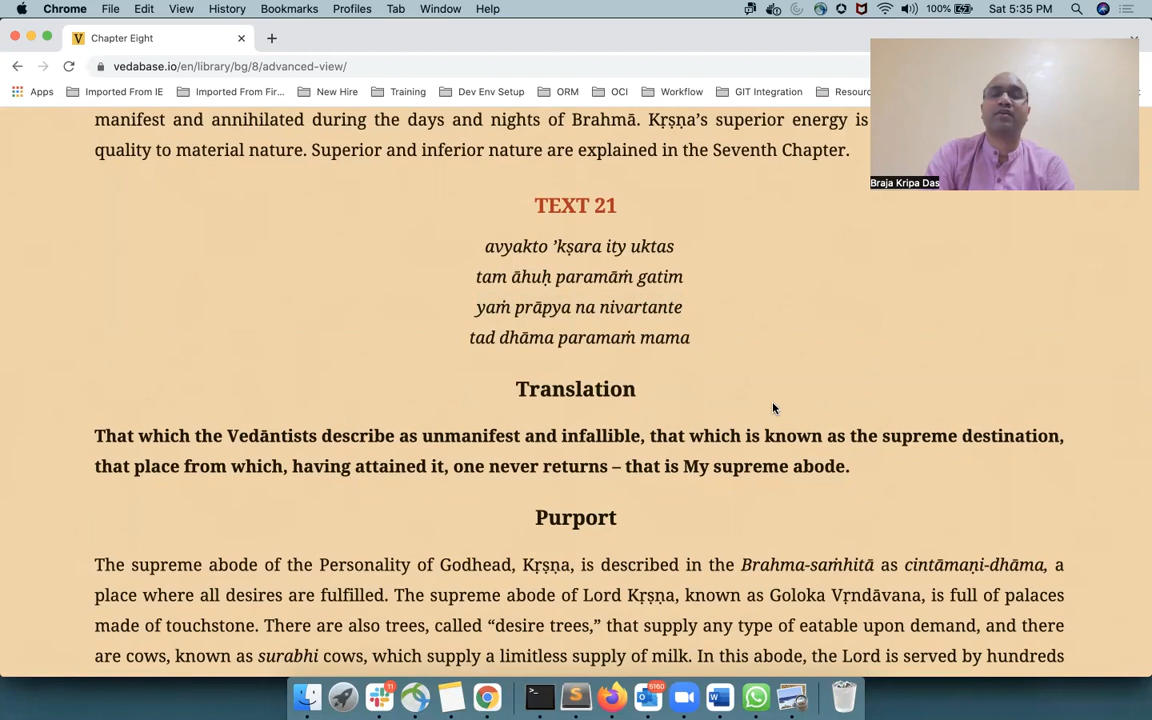 Chrome File Edit View History Bookmarks Profiles Tab Window Help 100% Sat 5:35 PM
Chapter Eight
vedabase.io/en/library/bg/8/advanced-view/
Apps Imported From IE Imported From Fir... New Hire Training Dev Env Setup ORM OCI Workflow GIT Integration Resour
manifest and annihilated during the days and nights of Brahmā. Kṛṣṇa’s superior energy is
quality to material nature. Superior and inferior nature are explained in the Seventh Chapter.
Braja Kripa Das
TEXT 21
avyakto ’kṣara ity uktas
tam āhuḥ paramāṁ gatim
yaṁ prāpya na nivartante
tad dhāma paramaṁ mama
Translation
That which the Vedāntists describe as unmanifest and infallible, that which is known as the supreme destination,
that place from which, having attained it, one never returns – that is My supreme abode.
Purport
The supreme abode of the Personality of Godhead, Kṛṣṇa, is described in the Brahma-saṁhitā as cintāmaṇi-dhāma, a
place where all desires are fulfilled. The supreme abode of Lord Kṛṣṇa, known as Goloka Vṛndāvana, is full of palaces
made of touchstone. There are also trees, called “desire trees,” that supply any type of eatable upon demand, and there
are cows, known as surabhi cows, which supply a limitless supply of milk. In this abode, the Lord is served by hundreds
11
5160